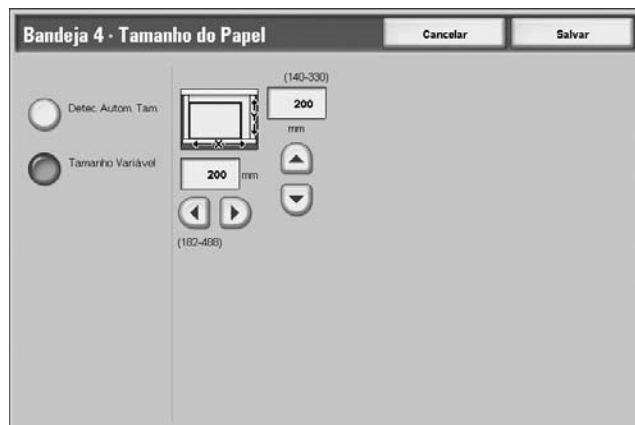 Bandeja 4 - Tamanho do Papel
Cancelar
Salvar
Detec. Autom. Tam.
Tamanho Variável
(140-330)
200
mm
Y
X
200 mm
(182-488)